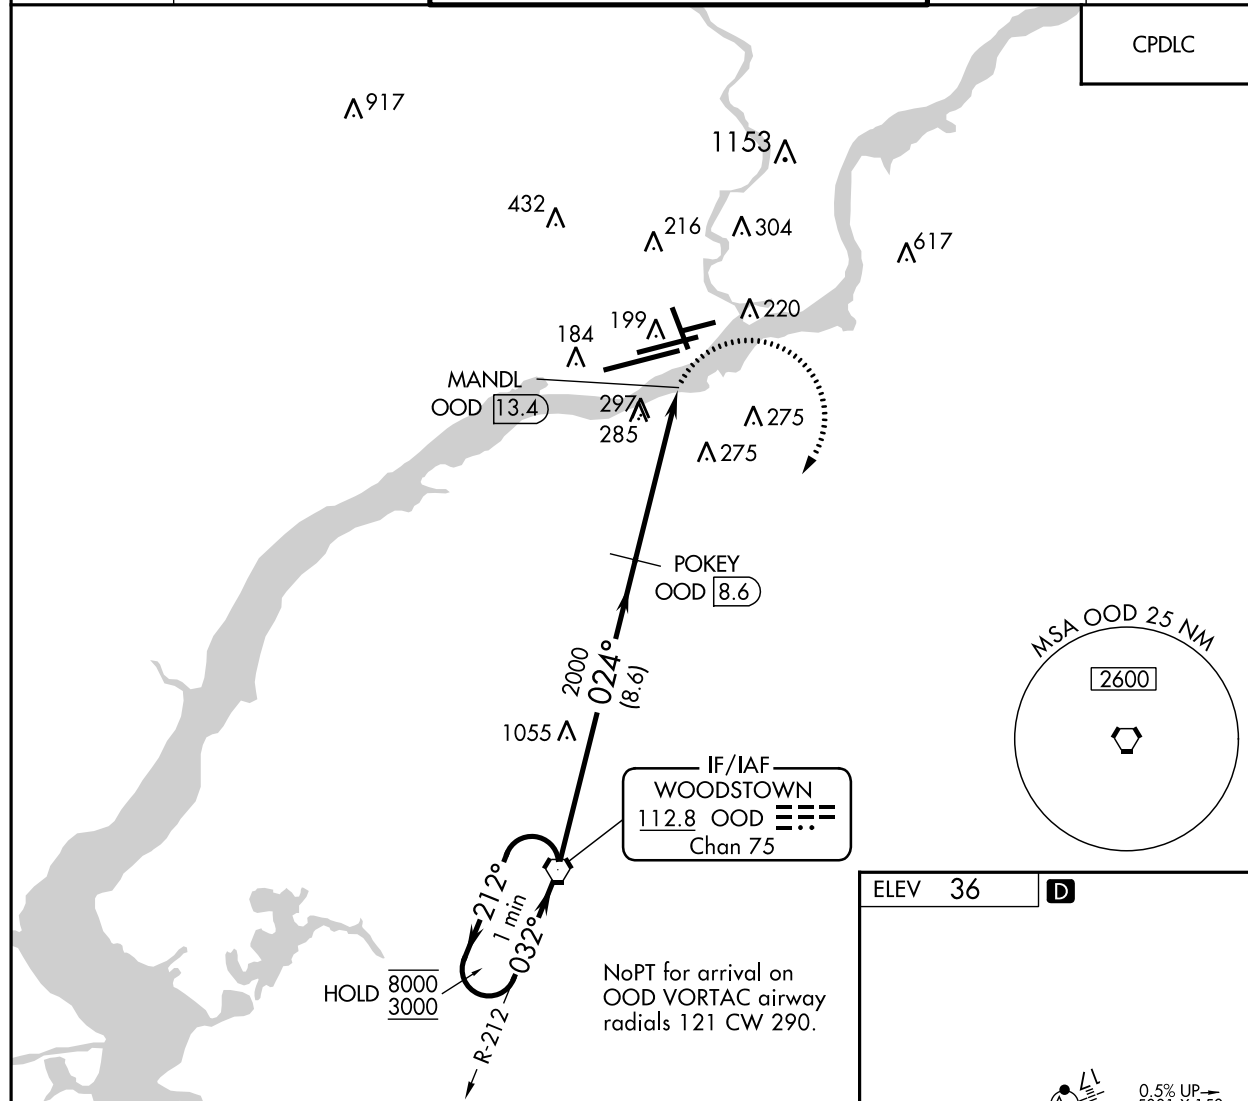 CPDLC
917
1153
432
216
304
617
220
199
184
MANDL
OOD 13.4
297
285
275
275
POKEY
OOD 8.6
2000
024°
(8.6)
MSA OOD 25 NM
2600
1055
IF/IAF
WOODSTOWN
112.8 OOD
Chan 75
212°
1 min
032°
ELEV 36 D
HOLD 8000
3000
NoPT for arrival on
OOD VORTAC airway
radials 121 CW 290.
R-212
17
0.5% UP